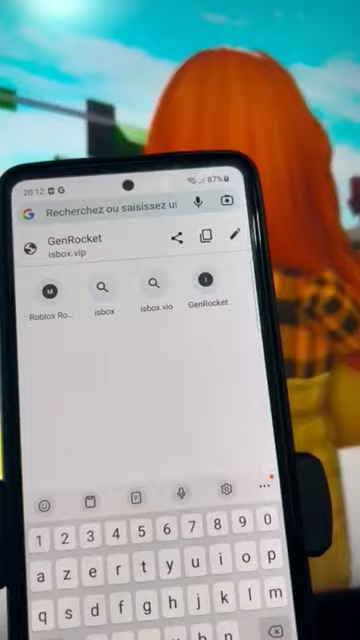 20:12 G 87%
Recherchez ou saisissez u
GenRocket
isbox.vip
M I
Roblox Ro... isbox isbox.vio GenRocket
1 2 3 4 5 6 7 8 9 0
a z e r t y u i o p
q s d f g h j k l m
b n